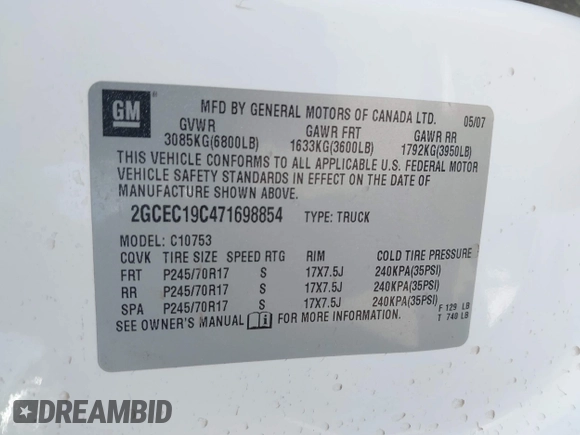 GM
®
MFD BY GENERAL MOTORS OF CANADA LTD. 05/07
GVWR GAWR FRT GAWR RR
3085KG(6800LB) 1633KG(3600LB) 1792KG(3950LB)
THIS VEHICLE CONFORMS TO ALL APPLICABLE U.S. FEDERAL MOTOR
VEHICLE SAFETY STANDARDS IN EFFECT ON THE DATE OF
MANUFACTURE SHOWN ABOVE.
2GCEC19C471698854 TYPE: TRUCK
MODEL: C10753
CQVK TIRE SIZE SPEED RTG RIM COLD TIRE PRESSURE
FRT P245/70R17 S 17X7.5J 240KPA(35PSI)
RR P245/70R17 S 17X7.5J 240KPA(35PSI)
SPA P245/70R17 S 17X7.5J 240KPA(35PSI) F 129 LB
SEE OWNER'S MANUAL FOR MORE INFORMATION. T 740 LB
DREAMBID